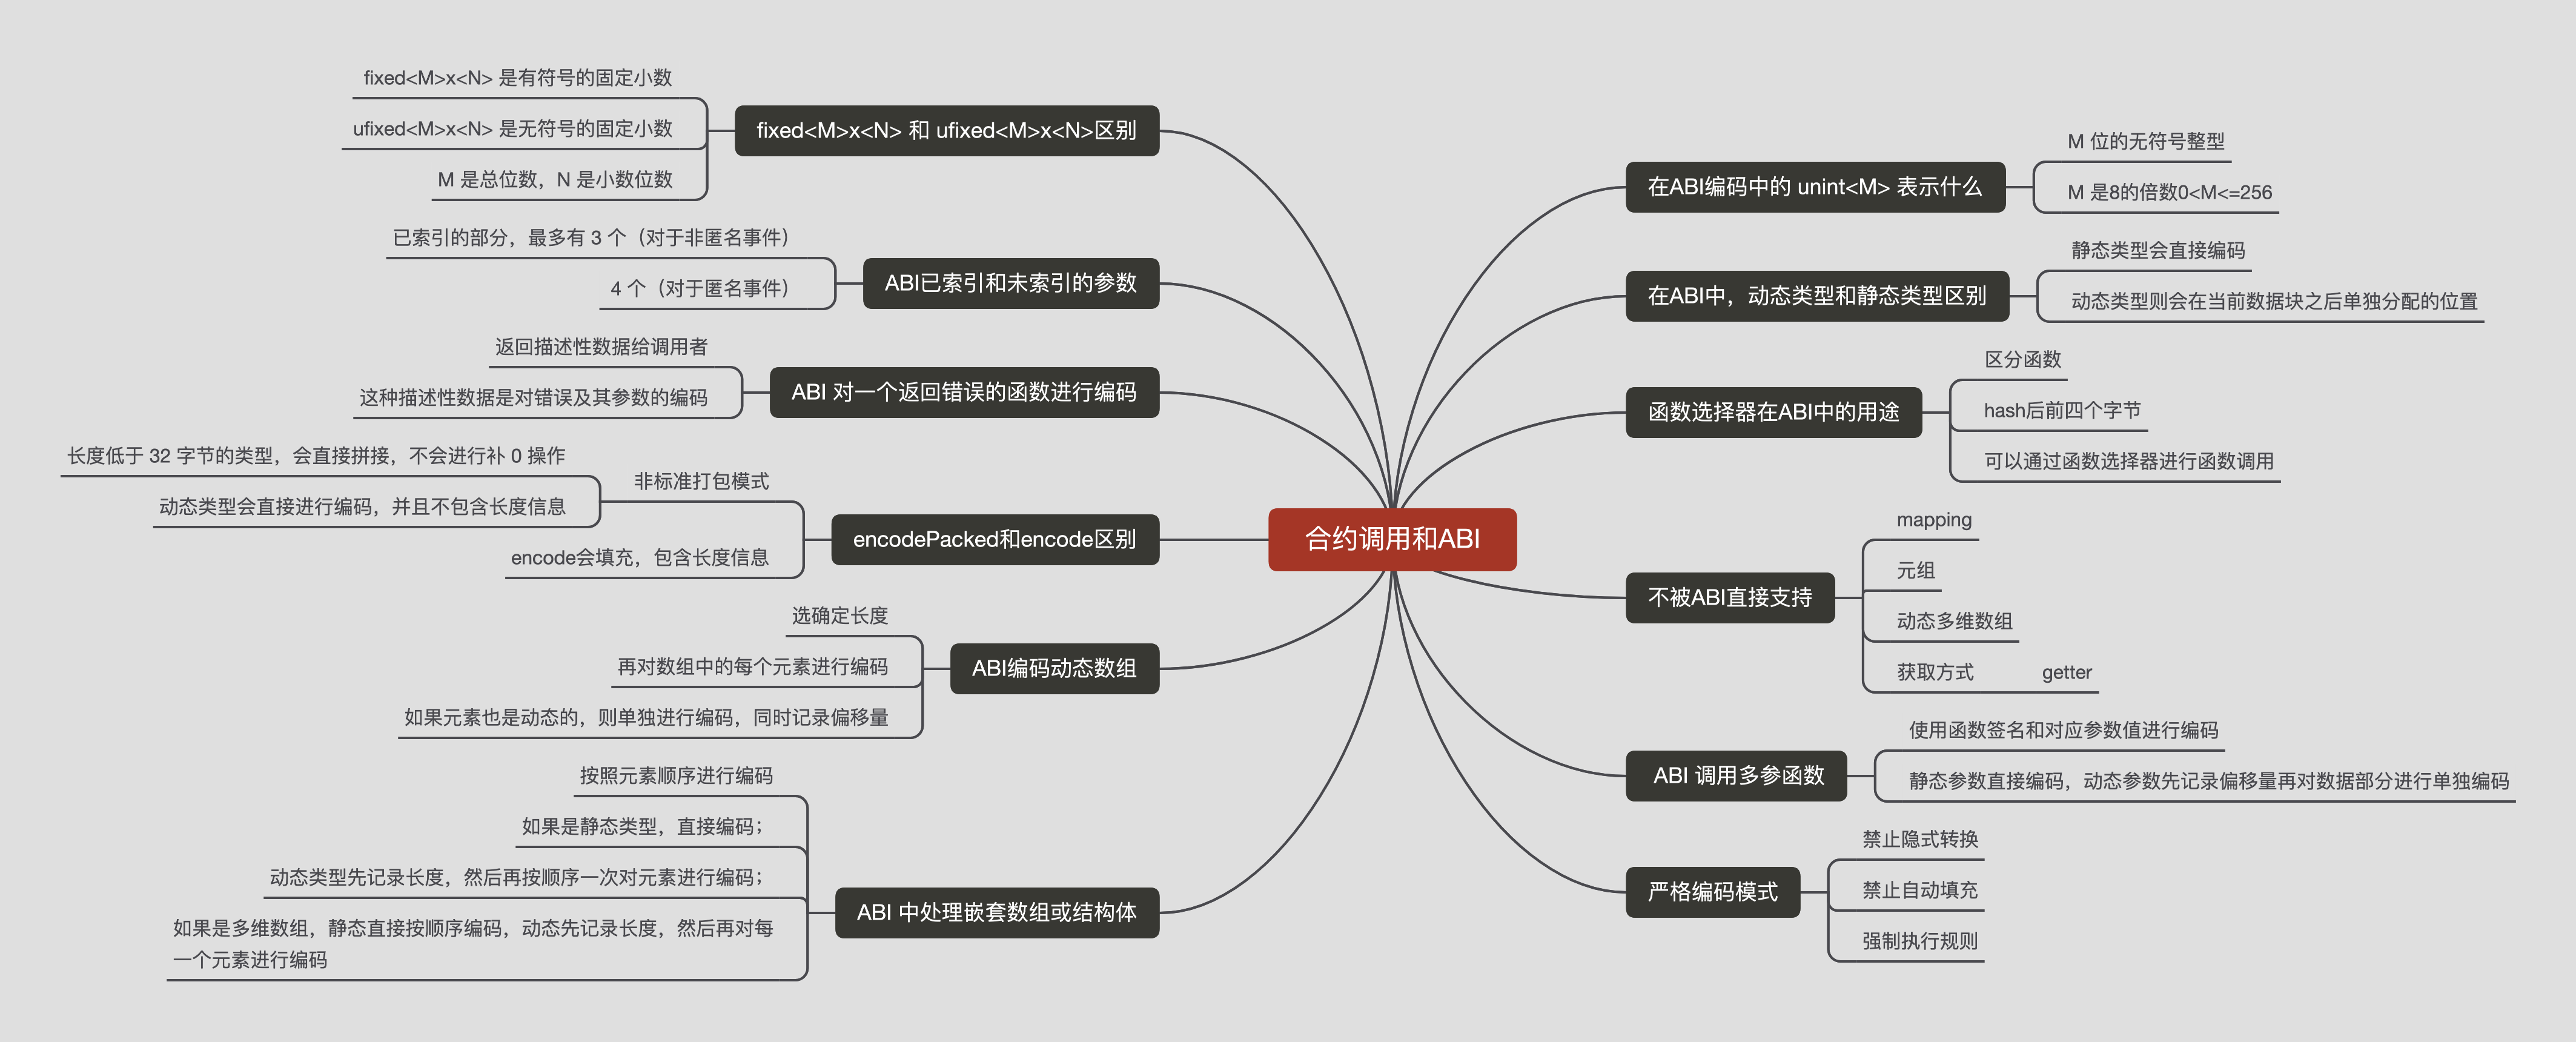 合约调用和ABI
fixed<M>x<N> 和 ufixed<M>x<N>区别
fixed<M>x<N> 是有符号的固定小数
ufixed<M>x<N> 是无符号的固定小数
M 是总位数，N 是小数位数
ABI已索引和未索引的参数
已索引的部分，最多有 3 个（对于非匿名事件）
4 个（对于匿名事件）
ABI 对一个返回错误的函数进行编码
返回描述性数据给调用者
这种描述性数据是对错误及其参数的编码
encodePacked和encode区别
非标准打包模式
长度低于 32 字节的类型，会直接拼接，不会进行补 0 操作
动态类型会直接进行编码，并且不包含长度信息
encode会填充，包含长度信息
ABI编码动态数组
选确定长度
再对数组中的每个元素进行编码
如果元素也是动态的，则单独进行编码，同时记录偏移量
ABI 中处理嵌套数组或结构体
按照元素顺序进行编码
如果是静态类型，直接编码；
动态类型先记录长度，然后再按顺序一次对元素进行编码；
如果是多维数组，静态直接按顺序编码，动态先记录长度，然后再对每
一个元素进行编码
在ABI编码中的 unint<M> 表示什么
M 位的无符号整型
M 是8的倍数0<M<=256
在ABI中，动态类型和静态类型区别
静态类型会直接编码
动态类型则会在当前数据块之后单独分配的位置
函数选择器在ABI中的用途
区分函数
hash后前四个字节
可以通过函数选择器进行函数调用
不被ABI直接支持
mapping
元组
动态多维数组
获取方式 getter
ABI 调用多参函数
使用函数签名和对应参数值进行编码
静态参数直接编码，动态参数先记录偏移量再对数据部分进行单独编码
严格编码模式
禁止隐式转换
禁止自动填充
强制执行规则